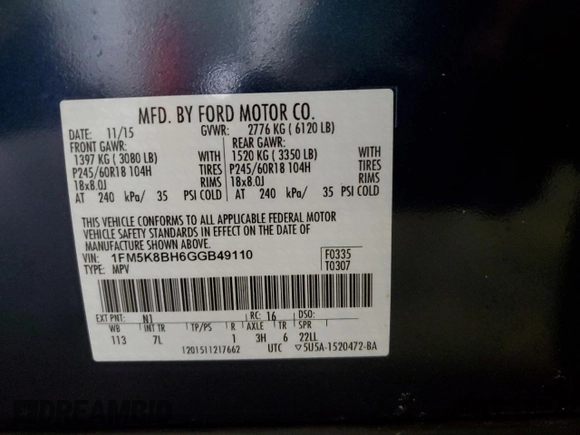 MFD. BY FORD MOTOR CO.
DATE: 11/15 GVWR: 2776 KG ( 6120 LB)
FRONT GAWR: REAR GAWR:
1397 KG ( 3080 LB) WITH 1520 KG ( 3350 LB) WITH
P245/60R18 104H TIRES P245/60R18 104H TIRES
18x8.0J RIMS 18x8.0J RIMS
AT 240 kPa/ 35 PSI COLD AT 240 kPa/ 35 PSI COLD
THIS VEHICLE CONFORMS TO ALL APPLICABLE FEDERAL MOTOR
VEHICLE SAFETY STANDARDS IN EFFECT ON THE DATE OF
MANUFACTURE SHOWN ABOVE.
VIN: 1FM5K8BH6GGB49110 F0335
TYPE: MPV T0307
EXT PNT: N1 RC: 16 DSO:
WB INT TR TP/PS R AXLE TR SPR
113 7L 1 3H 6 22LL
1201511217662 UTC ▽5U5A-1520472-BA
DREAMBID